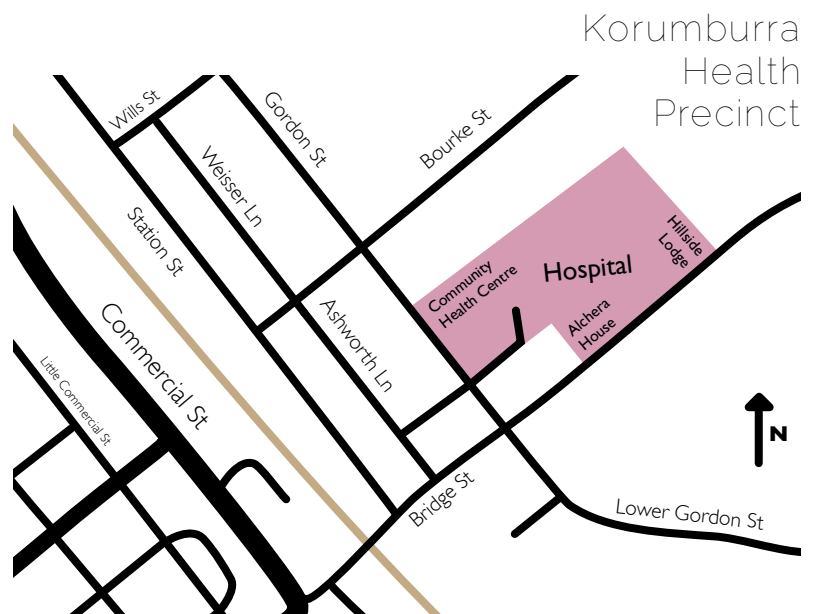 Korumburra
Health
Precinct
Wills St
Gordon St
Bourke St
Weisser Ln
Station St
Hillside
Lodge
Community
Health Centre
Hospital
Alchera
House
Ashworth Ln
Commercial St
Little Commercial St
N
Bridge St
Lower Gordon St